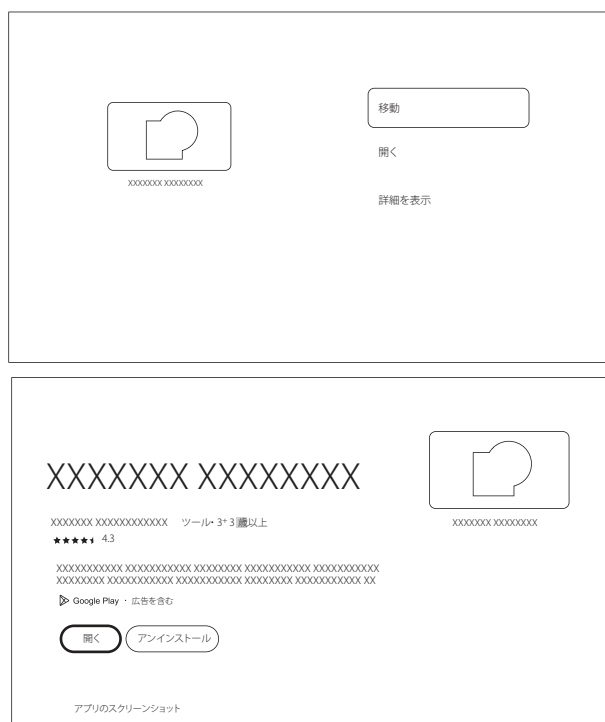 移動
開く
XXXXXXX XXXXXXXX
詳細を表示
XXXXXXX XXXXXXXX
XXXXXXX XXXXXXXXXXXX ツール・3+ 3 歳以上
4.3
XXXXXXX XXXXXXXX
XXXXXXXXXXX XXXXXXXXXXX XXXXXXXX XXXXXXXXXXX XXXXXXXXXXX
XXXXXXXX XXXXXXXXXXX XXXXXXXXXXX XXXXXXXX XXXXXXXXXXX XX
Google Play ・ 広告を含む
開く アンインストール
アプリのスクリーンショット